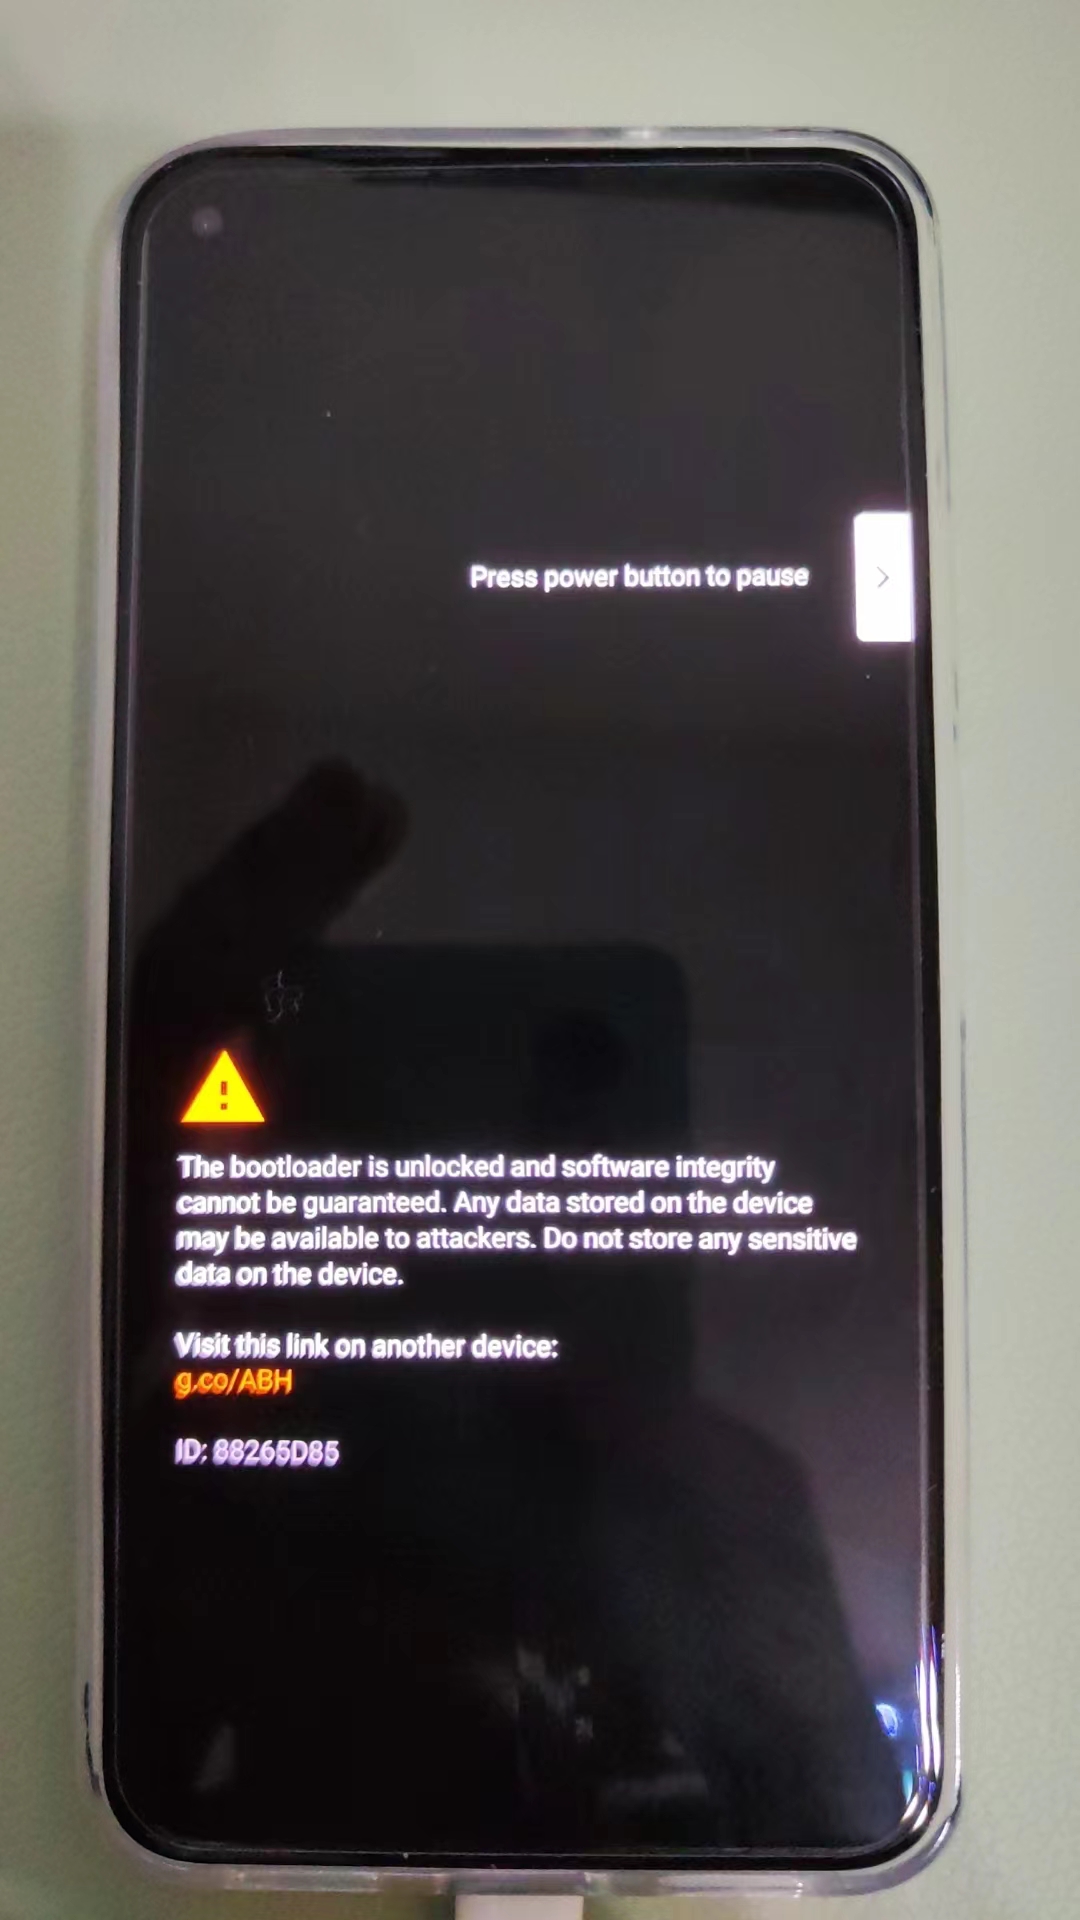 Press power button to pause
The bootloader is unlocked and software integrity
cannot be guaranteed. Any data stored on the device
may be available to attackers. Do not store any sensitive
data on the device.
Visit this link on another device:
g.co/ABH
ID: 88265D85